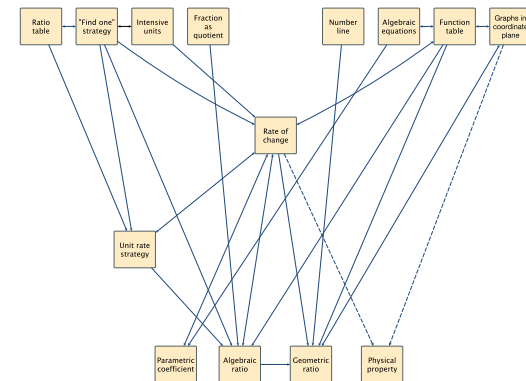 Ratio
table
"Find one"
strategy
Intensive
units
Fraction
as
quotient
Number
line
Algebraic
equations
Function
table
Graphs in
coordinate
plane
Rate of
change
Unit rate
strategy
Parametric
coefficient
Algebraic
ratio
Geometric
ratio
Physical
property